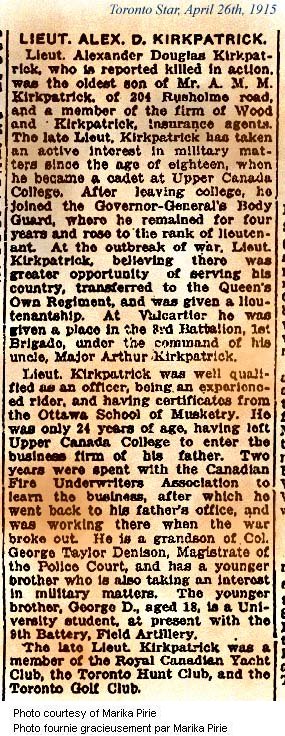 Toronto Star, April 26th, 1915
LIEUT. ALEX. D. KIRKPATRICK.
Lieut. Alexander Douglas Kirkpat-
rick, who is reported killed in action,
was the oldest son of Mr. A. M. M.
Kirkpatrick, of 204 Rusholme road,
and a member of the firm of Wood
and Kirkpatrick, insurance agents.
The late Lieut. Kirkpatrick has taken
an active interest in military mat-
ters since the age of eighteen, when
he became a cadet at Upper Canada
College. After leaving college, he
joined the Governor-General's Body
Guard, where he remained for four
years and rose to the rank of lieuten-
ant. At the outbreak of war, Lieut.
Kirkpatrick, believing there was
greater opportunity of serving his
country, transferred to the Queen's
Own Regiment, and was given a lieu-
tenantship. At Valcartier he was
given a place in the 3rd Battalion, 1st
Brigade, under the command of his
uncle, Major Arthur Kirkpatrick.
Lieut. Kirkpatrick was well quali-
fied as an officer, being an experienc-
ed rider, and having certificates from
the Ottawa School of Musketry. He
was only 24 years of age, having left
Upper Canada College to enter the
business firm of his father. Two
years were spent with the Canadian
Fire Underwriters Association to
learn the business, after which he
went back to his father's office, and
was working there when the war
broke out. He is a grandson of Col.
George Taylor Denison, Magistrate of
the Police Court, and has a younger
brother who is also taking an interest
in military matters. The younger
brother, George D., aged 18, is a Uni-
versity student, at present with the
9th Battery, Field Artillery.
The late Lieut. Kirkpatrick was a
member of the Royal Canadian Yacht
Club, the Toronto Hunt Club, and the
Toronto Golf Club.
Photo courtesy of Marika Pirie
Photo fournie gracieusement par Marika Pirie